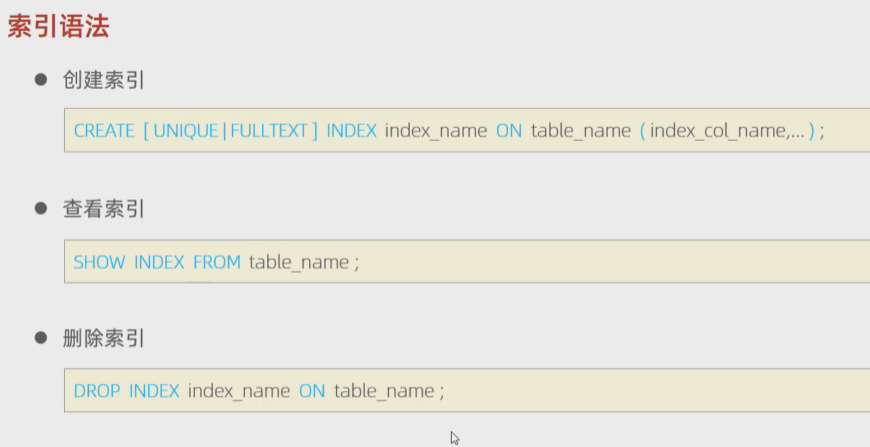 索引语法
创建索引
CREATE [ UNIQUE | FULLTEXT ] INDEX index_name ON table_name ( index_col_name,... ) ;
查看索引
SHOW INDEX FROM table_name ;
删除索引
DROP INDEX index_name ON table_name ;